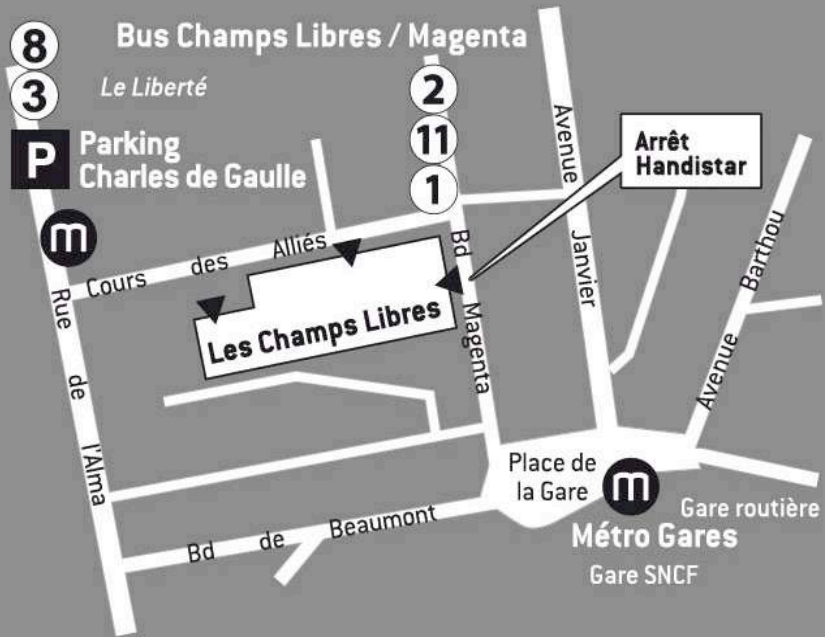 8
3
Bus Champs Libres / Magenta
Le Liberté
P
Parking
Charles de Gaulle
m
2
11
1
Arrêt
Handistar
Avenue Janvier
Avenue Barthou
Cours des Alliés
Bd Magenta
Les Champs Libres
Rue de l'Alma
Place de
la Gare
m
Gare routière
Métro Gares
Gare SNCF
Bd de Beaumont